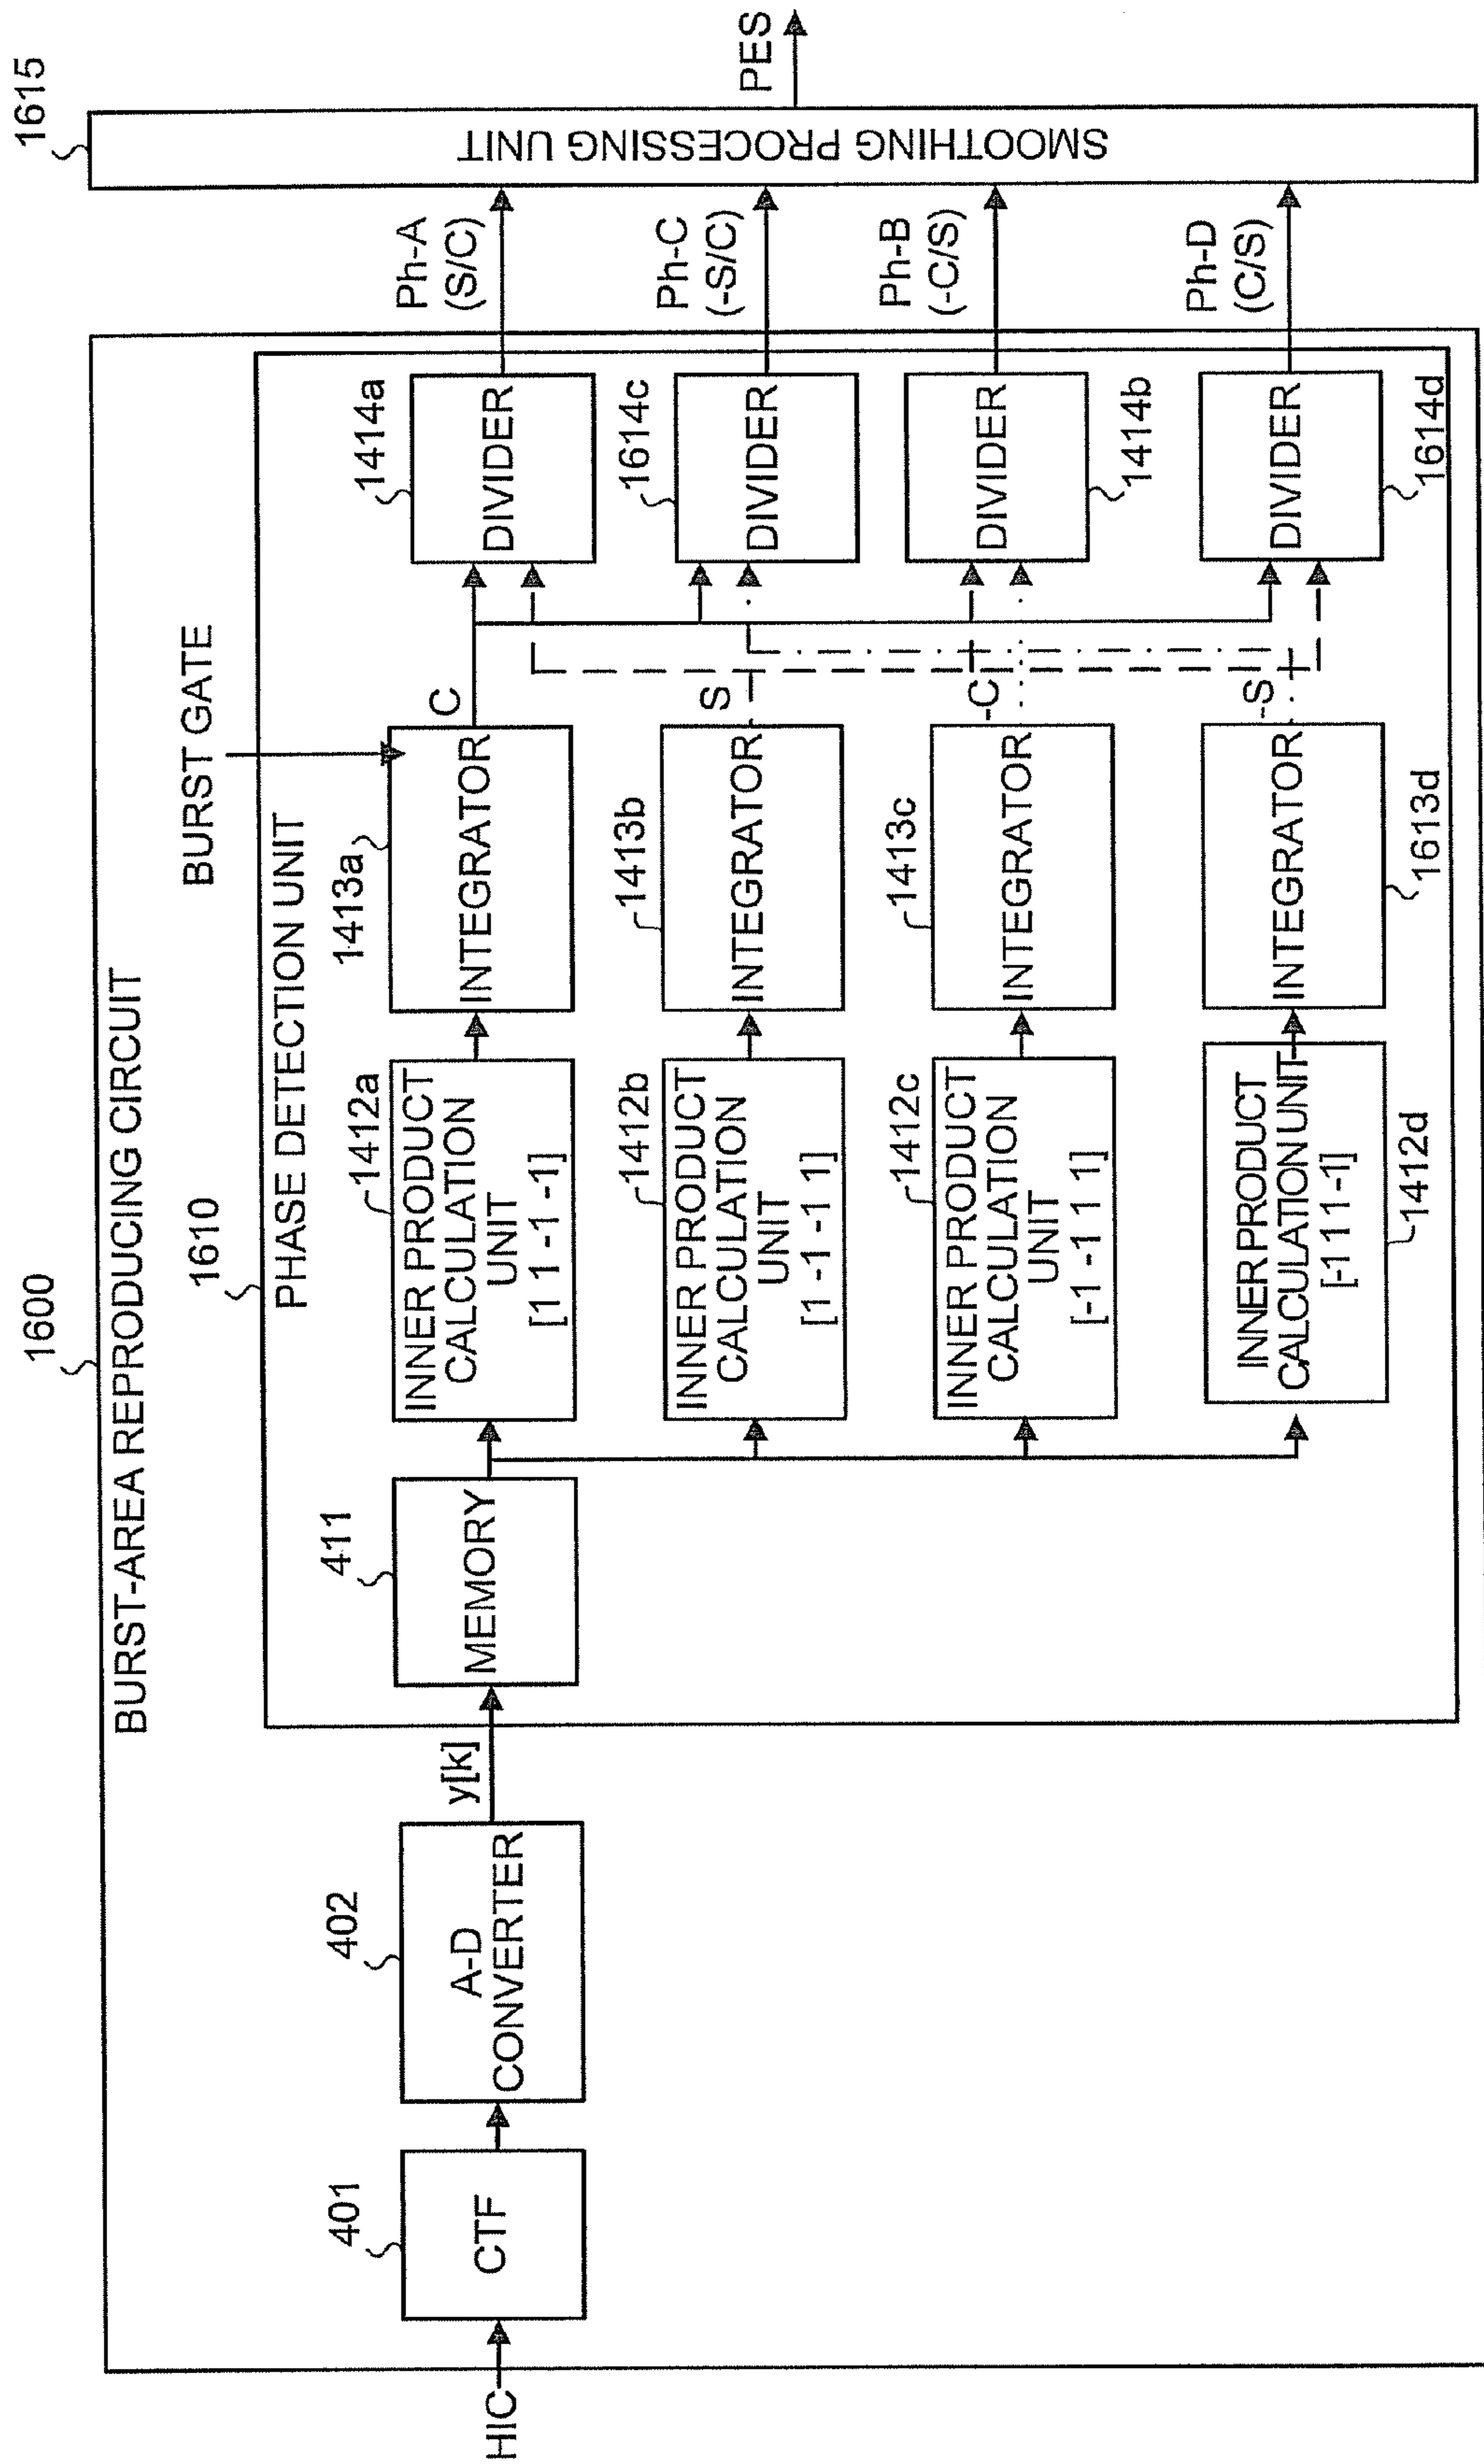 1600
BURST-AREA REPRODUCING CIRCUIT
1610
PHASE DETECTION UNIT
BURST GATE
HIC
401
CTF
402
A-D
CONVERTER
y[k]
411
MEMORY
1412a
INNER PRODUCT
CALCULATION
UNIT
[1 1 -1 -1]
1413a
INTEGRATOR
C
1414a
DIVIDER
Ph-A
(S/C)
1412b
INNER PRODUCT
CALCULATION
UNIT
[1 -1 -1 1]
1413b
INTEGRATOR
S
1614c
DIVIDER
Ph-C
(-S/C)
1412c
INNER PRODUCT
CALCULATION
UNIT
[-1 -1 1 1]
1413c
INTEGRATOR
-C
DIVIDER
1414b
Ph-B
(-C/S)
INNER PRODUCT
CALCULATION UNIT
[-1 1 1 -1]
1412d
INTEGRATOR
1613d
-S
DIVIDER
1614d
Ph-D
(C/S)
1615
SMOOTHING PROCESSING UNIT
PES